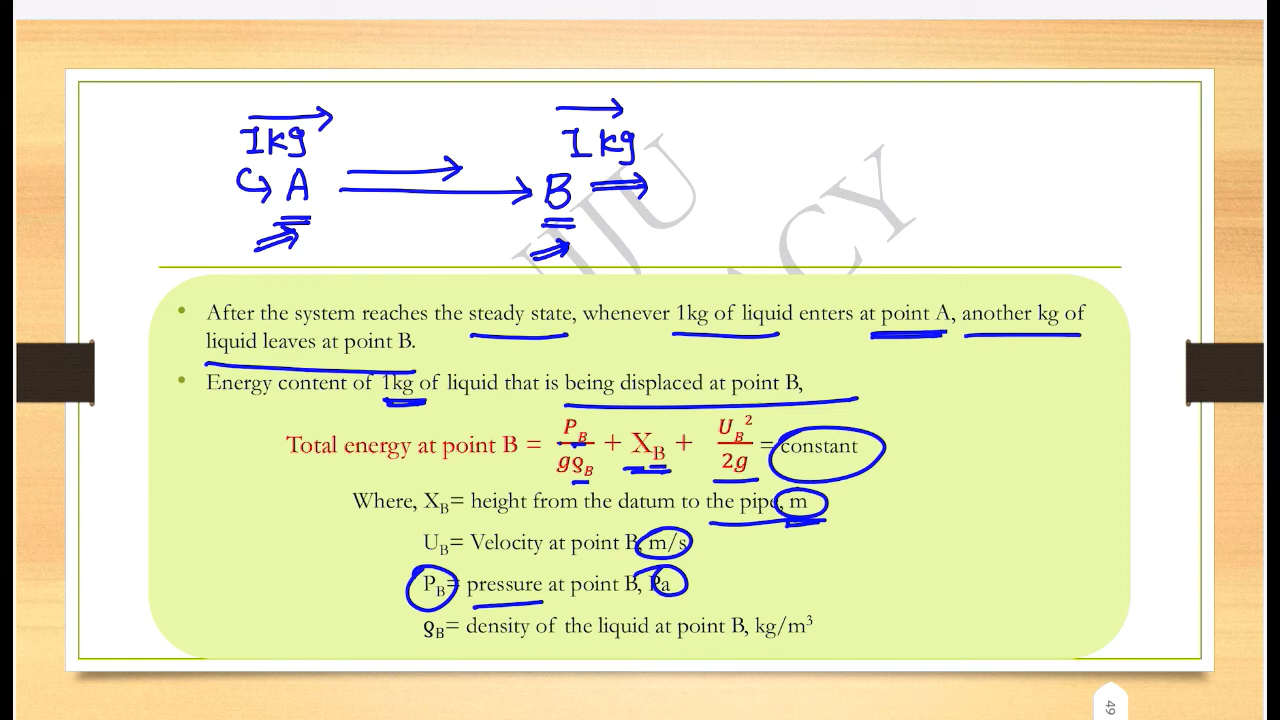 1kg
1kg
A
B
JIJU
ACY
• After the system reaches the steady state, whenever 1kg of liquid enters at point A, another kg of
liquid leaves at point B.
• Energy content of 1kg of liquid that is being displaced at point B,
Total energy at point B = P_B/gϱ_B + X_B + U_B²/2g = constant
Where, X_B= height from the datum to the pipe, m
U_B= Velocity at point B, m/s
P_B= pressure at point B, Pa
ϱ_B= density of the liquid at point B, kg/m³
49